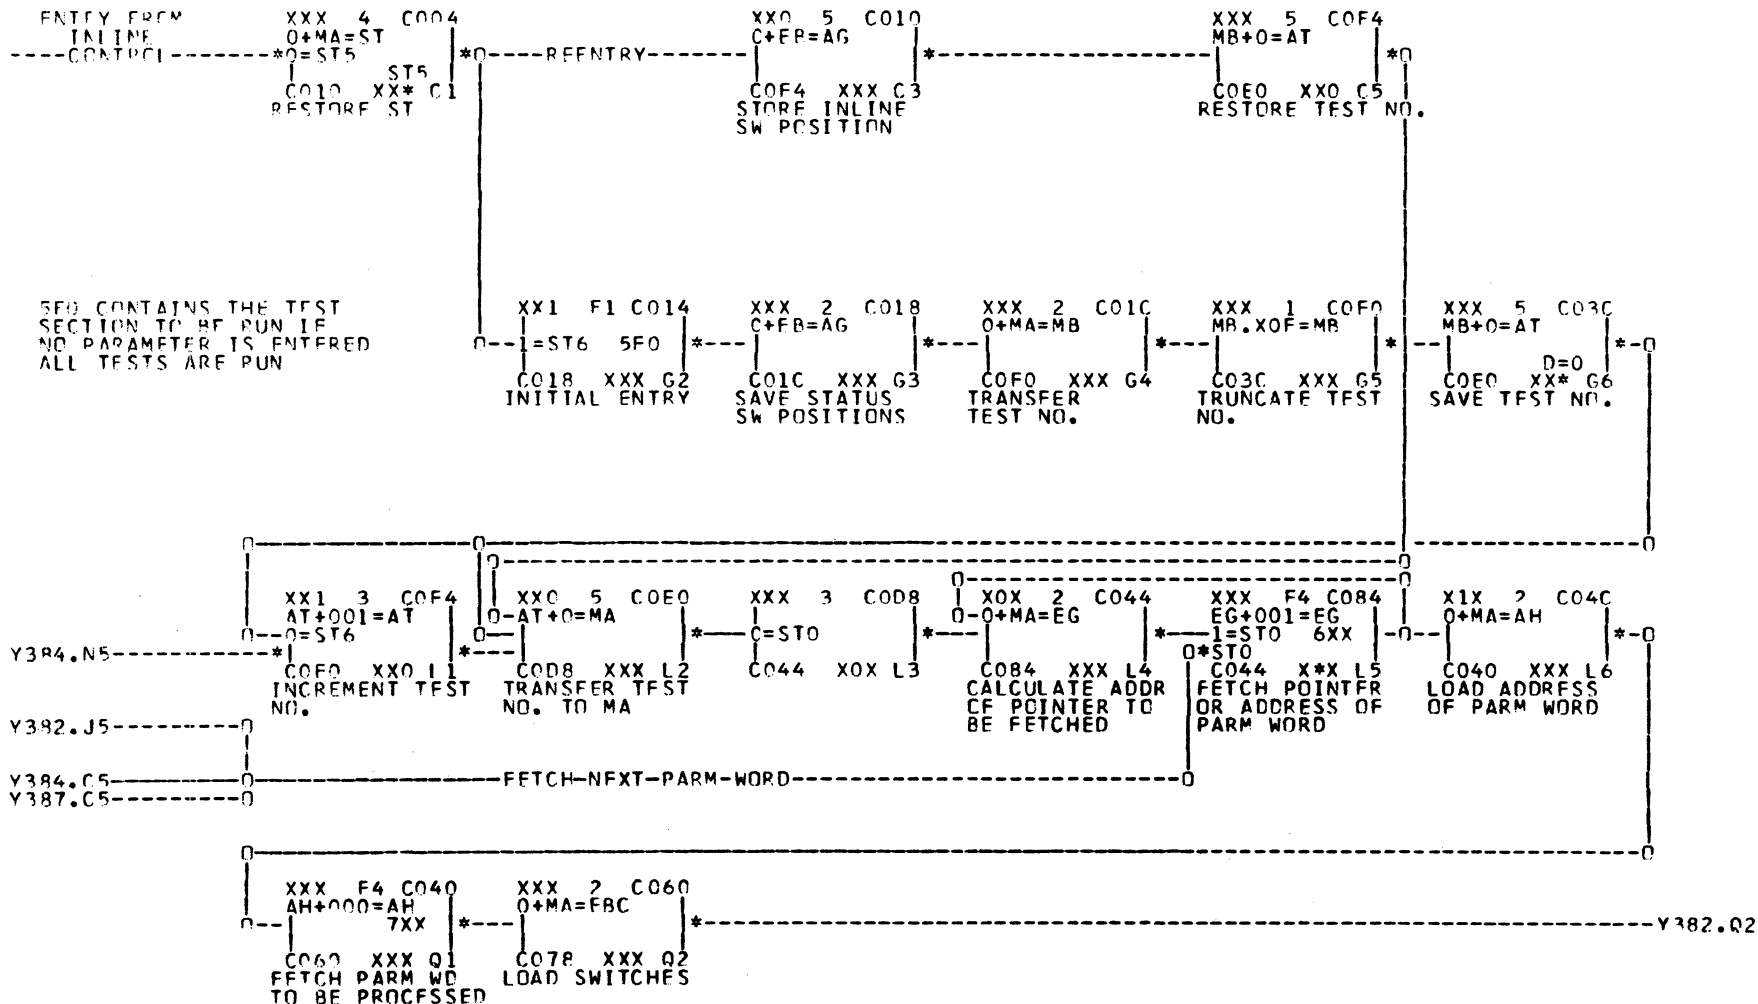 ENTRY FROM INLINE CONTROL
XXX 4 C004
0+MA=ST
0=ST5
ST5
C010 XX* C1
RESTORE ST
REENTRY
XX0 5 C010
C+FB=AG
C0F4 XXX C3
STORE INLINE
SW POSITION
XXX 5 C0F4
MB+0=AT
C0E0 XX0 C5
RESTORE TEST NO.
5F0 CONTAINS THE TEST
SECTION TO BE RUN IF
NO PARAMETER IS ENTERED
ALL TESTS ARE RUN
XX1 F1 C014
1=ST6 5F0
C018 XXX G2
INITIAL ENTRY
XXX 2 C018
C+FB=AG
C01C XXX G3
SAVE STATUS
SW POSITIONS
XXX 2 C01C
0+MA=MB
C0F0 XXX G4
TRANSFER
TEST NO.
XXX 1 C0F0
MB.X0F=MB
C03C XXX G5
TRUNCATE TEST
NO.
XXX 5 C03C
MB+0=AT
D=0
C0E0 XX* G6
SAVE TEST NO.
XX1 3 C0F4
AT+001=AT
0=ST6
C0F0 XX0 L1
INCREMENT TEST
NO.
XX0 5 C0E0
AT+0=MA
C0D8 XXX L2
TRANSFER TEST
NO. TO MA
XXX 3 C0D8
C=ST0
C044 X0X L3
X0X 2 C044
0+MA=EG
C084 XXX L4
CALCULATE ADDR
OF POINTER TO
BE FETCHED
XXX F4 C084
EG+001=EG
1=ST0 6XX
*ST0
C044 X*X L5
FETCH POINTER
OR ADDRESS OF
PARM WORD
X1X 2 C04C
0+MA=AH
C040 XXX L6
LOAD ADDRESS
OF PARM WORD
Y384.N5
Y382.J5
Y384.C5
FETCH-NEXT-PARM-WORD
Y387.C5
XXX F4 C040
AH+000=AH
7XX
C060 XXX Q1
FETCH PARM WD
TO BE PROCESSED
XXX 2 C060
0+MA=FBC
C078 XXX Q2
LOAD SWITCHES
Y382.Q2